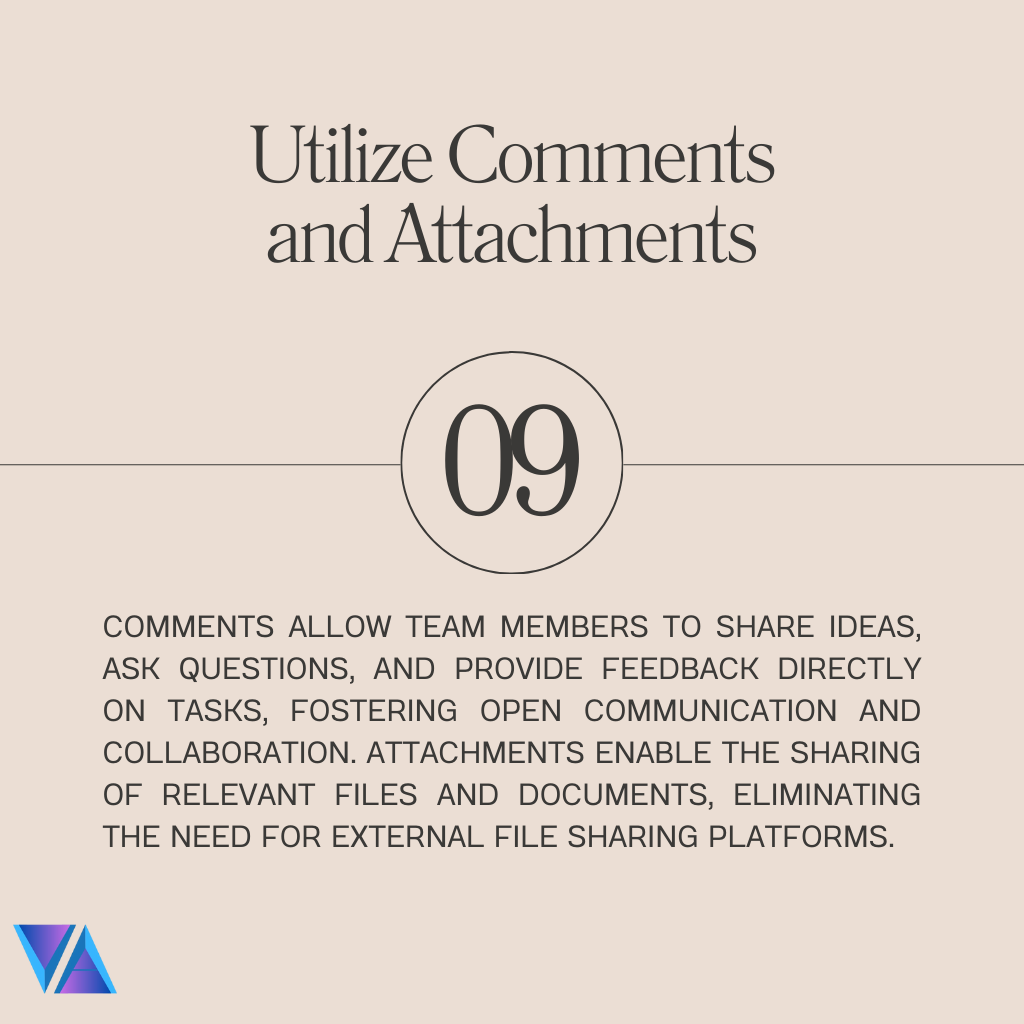 Utilize Comments
and Attachments
09
COMMENTS ALLOW TEAM MEMBERS TO SHARE IDEAS,
ASK QUESTIONS, AND PROVIDE FEEDBACK DIRECTLY
ON TASKS, FOSTERING OPEN COMMUNICATION AND
COLLABORATION. ATTACHMENTS ENABLE THE SHARING
OF RELEVANT FILES AND DOCUMENTS, ELIMINATING
THE NEED FOR EXTERNAL FILE SHARING PLATFORMS.
VA